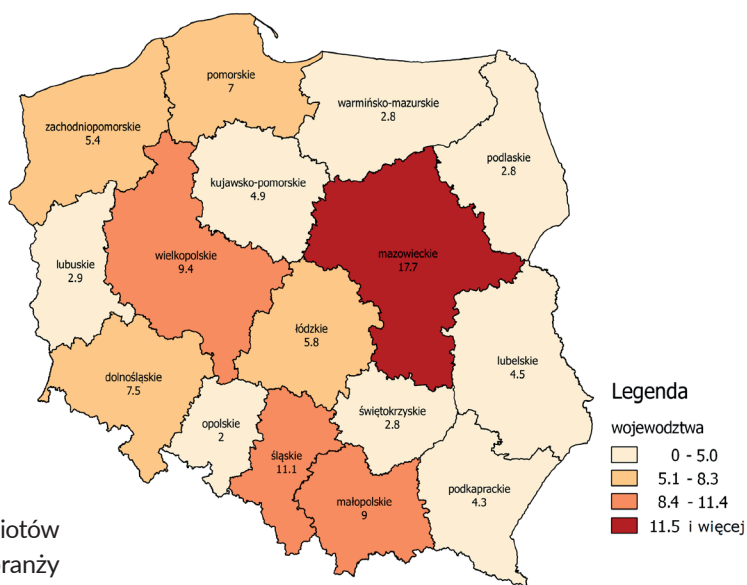 pomorskie
7
warmińsko-mazurskie
2.8
zachodniopomorskie
5.4
podlaskie
2.8
kujawsko-pomorskie
4.9
mazowieckie
17.7
wielkopolskie
9.4
lubuskie
2.9
łódzkie
5.8
lubelskie
4.5
dolnośląskie
7.5
świętokrzyskie
2.8
opolskie
2
śląskie
11.1
małopolskie
9
podkaprackie
4.3
Legenda
wojewodztwa
0 - 5.0
5.1 - 8.3
8.4 - 11.4
11.5 i więcej
iotów
oranży